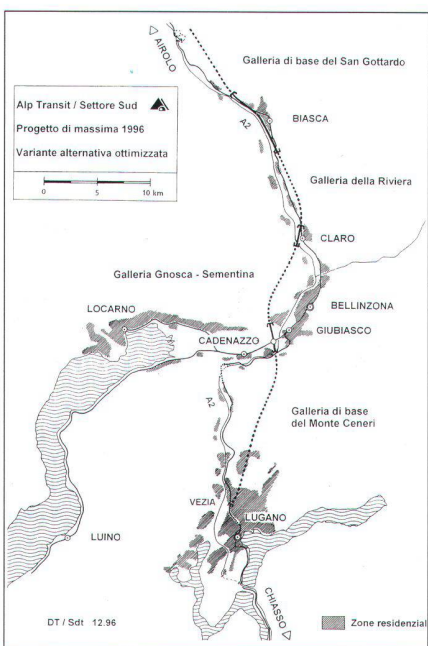 AIROLO
Galleria di base del San Gottardo
Alp Transit / Settore Sud
Progetto di massima 1996
Variante alternativa ottimizzata
0 5 10 km
A2
BIASCA
Galleria della Riviera
CLARO
Galleria Gnosca - Sementina
LOCARNO
BELLINZONA
CADENAZZO
GIUBIASCO
A2
Galleria di base
del Monte Ceneri
VEZIA
LUGANO
LUINO
CHIASSO
DT / Sdt 12.96
Zone residenzial